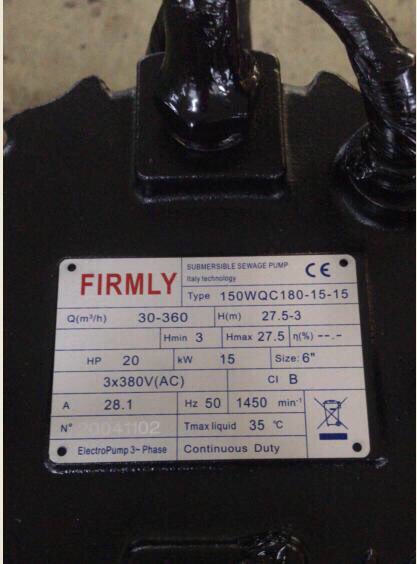 FIRMLY
SUBMERSIBLE SEWAGE PUMP
Italy technology
CE
Type 150WQC180-15-15
Q(m³/h) 30-360 H(m) 27.5-3
Hmin 3 Hmax 27.5 η(%) --.-
HP 20 kW 15 Size: 6"
3x380V(AC) Cl B
A 28.1 Hz 50 1450 min⁻¹
N° 20041102 Tmax liquid 35 °C
ElectroPump 3~ Phase Continuous Duty